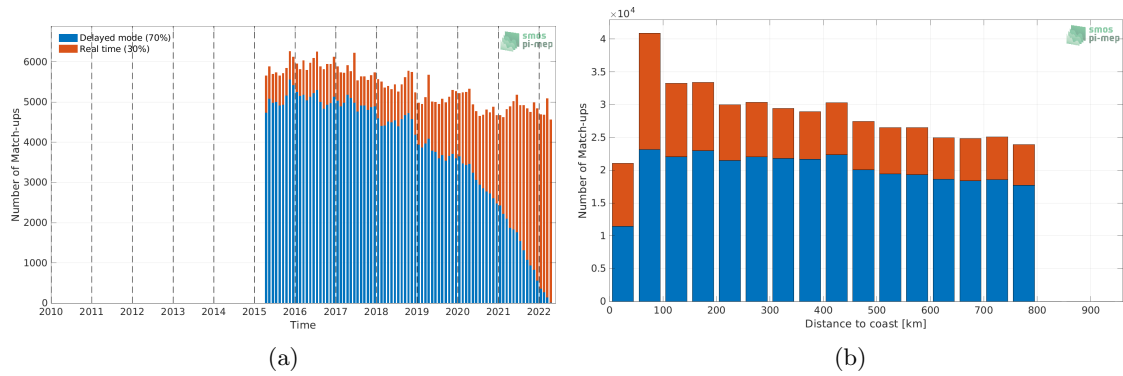 Delayed mode (70%)
Real time (30%)
smos
pi-mep
Number of Match-ups
6000
5000
4000
3000
2000
1000
0
2010 2011 2012 2013 2014 2015 2016 2017 2018 2019 2020 2021 2022
Time
(a)
×10⁴
smos
pi-mep
Number of Match-ups
4
3.5
3
2.5
2
1.5
1
0.5
0
0 100 200 300 400 500 600 700 800 900
Distance to coast [km]
(b)